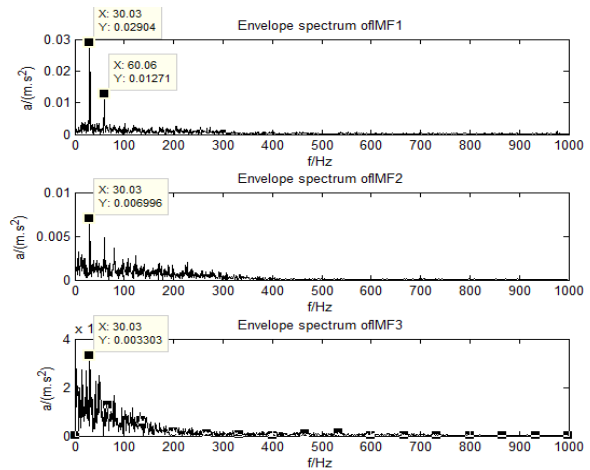 X: 30.03
Y: 0.02904
Envelope spectrum ofIMF1
X: 60.06
Y: 0.01271
0.03
0.02
0.01
0
a/(m.s2)
0 100 200 300 400 500 600 700 800 900 1000
f/Hz
X: 30.03
Y: 0.006996
Envelope spectrum ofIMF2
0.01
0.005
0
a/(m.s2)
0 100 200 300 400 500 600 700 800 900 1000
f/Hz
X: 30.03
Y: 0.003303
Envelope spectrum ofIMF3
x 1
4
2
0
a/(m.s2)
0 100 200 300 400 500 600 700 800 900 1000
f/Hz